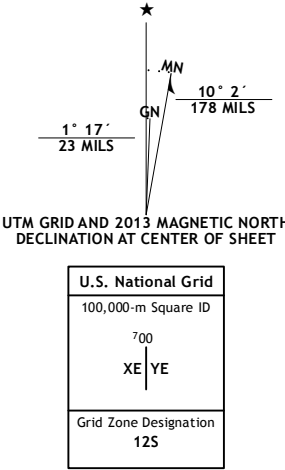 ★
MN
GN
10° 2´
178 MILS
1° 17´
23 MILS
UTM GRID AND 2013 MAGNETIC NORTH
DECLINATION AT CENTER OF SHEET
U.S. National Grid
100,000-m Square ID
⁷00
XE YE
Grid Zone Designation
12S